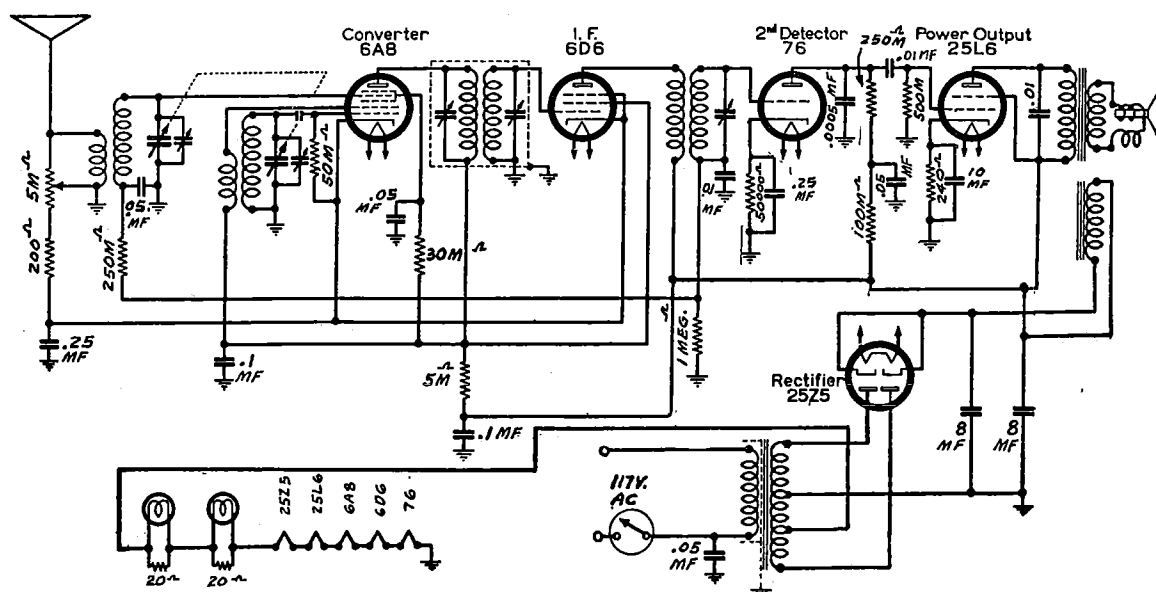 Converter
6A8
I. F.
6D6
2nd Detector
76
Power Output
25L6
250M Ω
.01 MF
.0005 MF
500M
.01
5M Ω
200 Ω
250M Ω
.05 MF
50M Ω
.05 MF
30M Ω
.01 MF
50000 Ω
.25 MF
100M Ω
.05 MF
240 Ω
10 MF
.25 MF
.1 MF
5M Ω
.1 MF
Ω
1 MEG.
Rectifier
25Z5
8 MF
8 MF
117V.
AC
.05 MF
25Z5
25L6
6A8
6D6
76
20 Ω
20 Ω